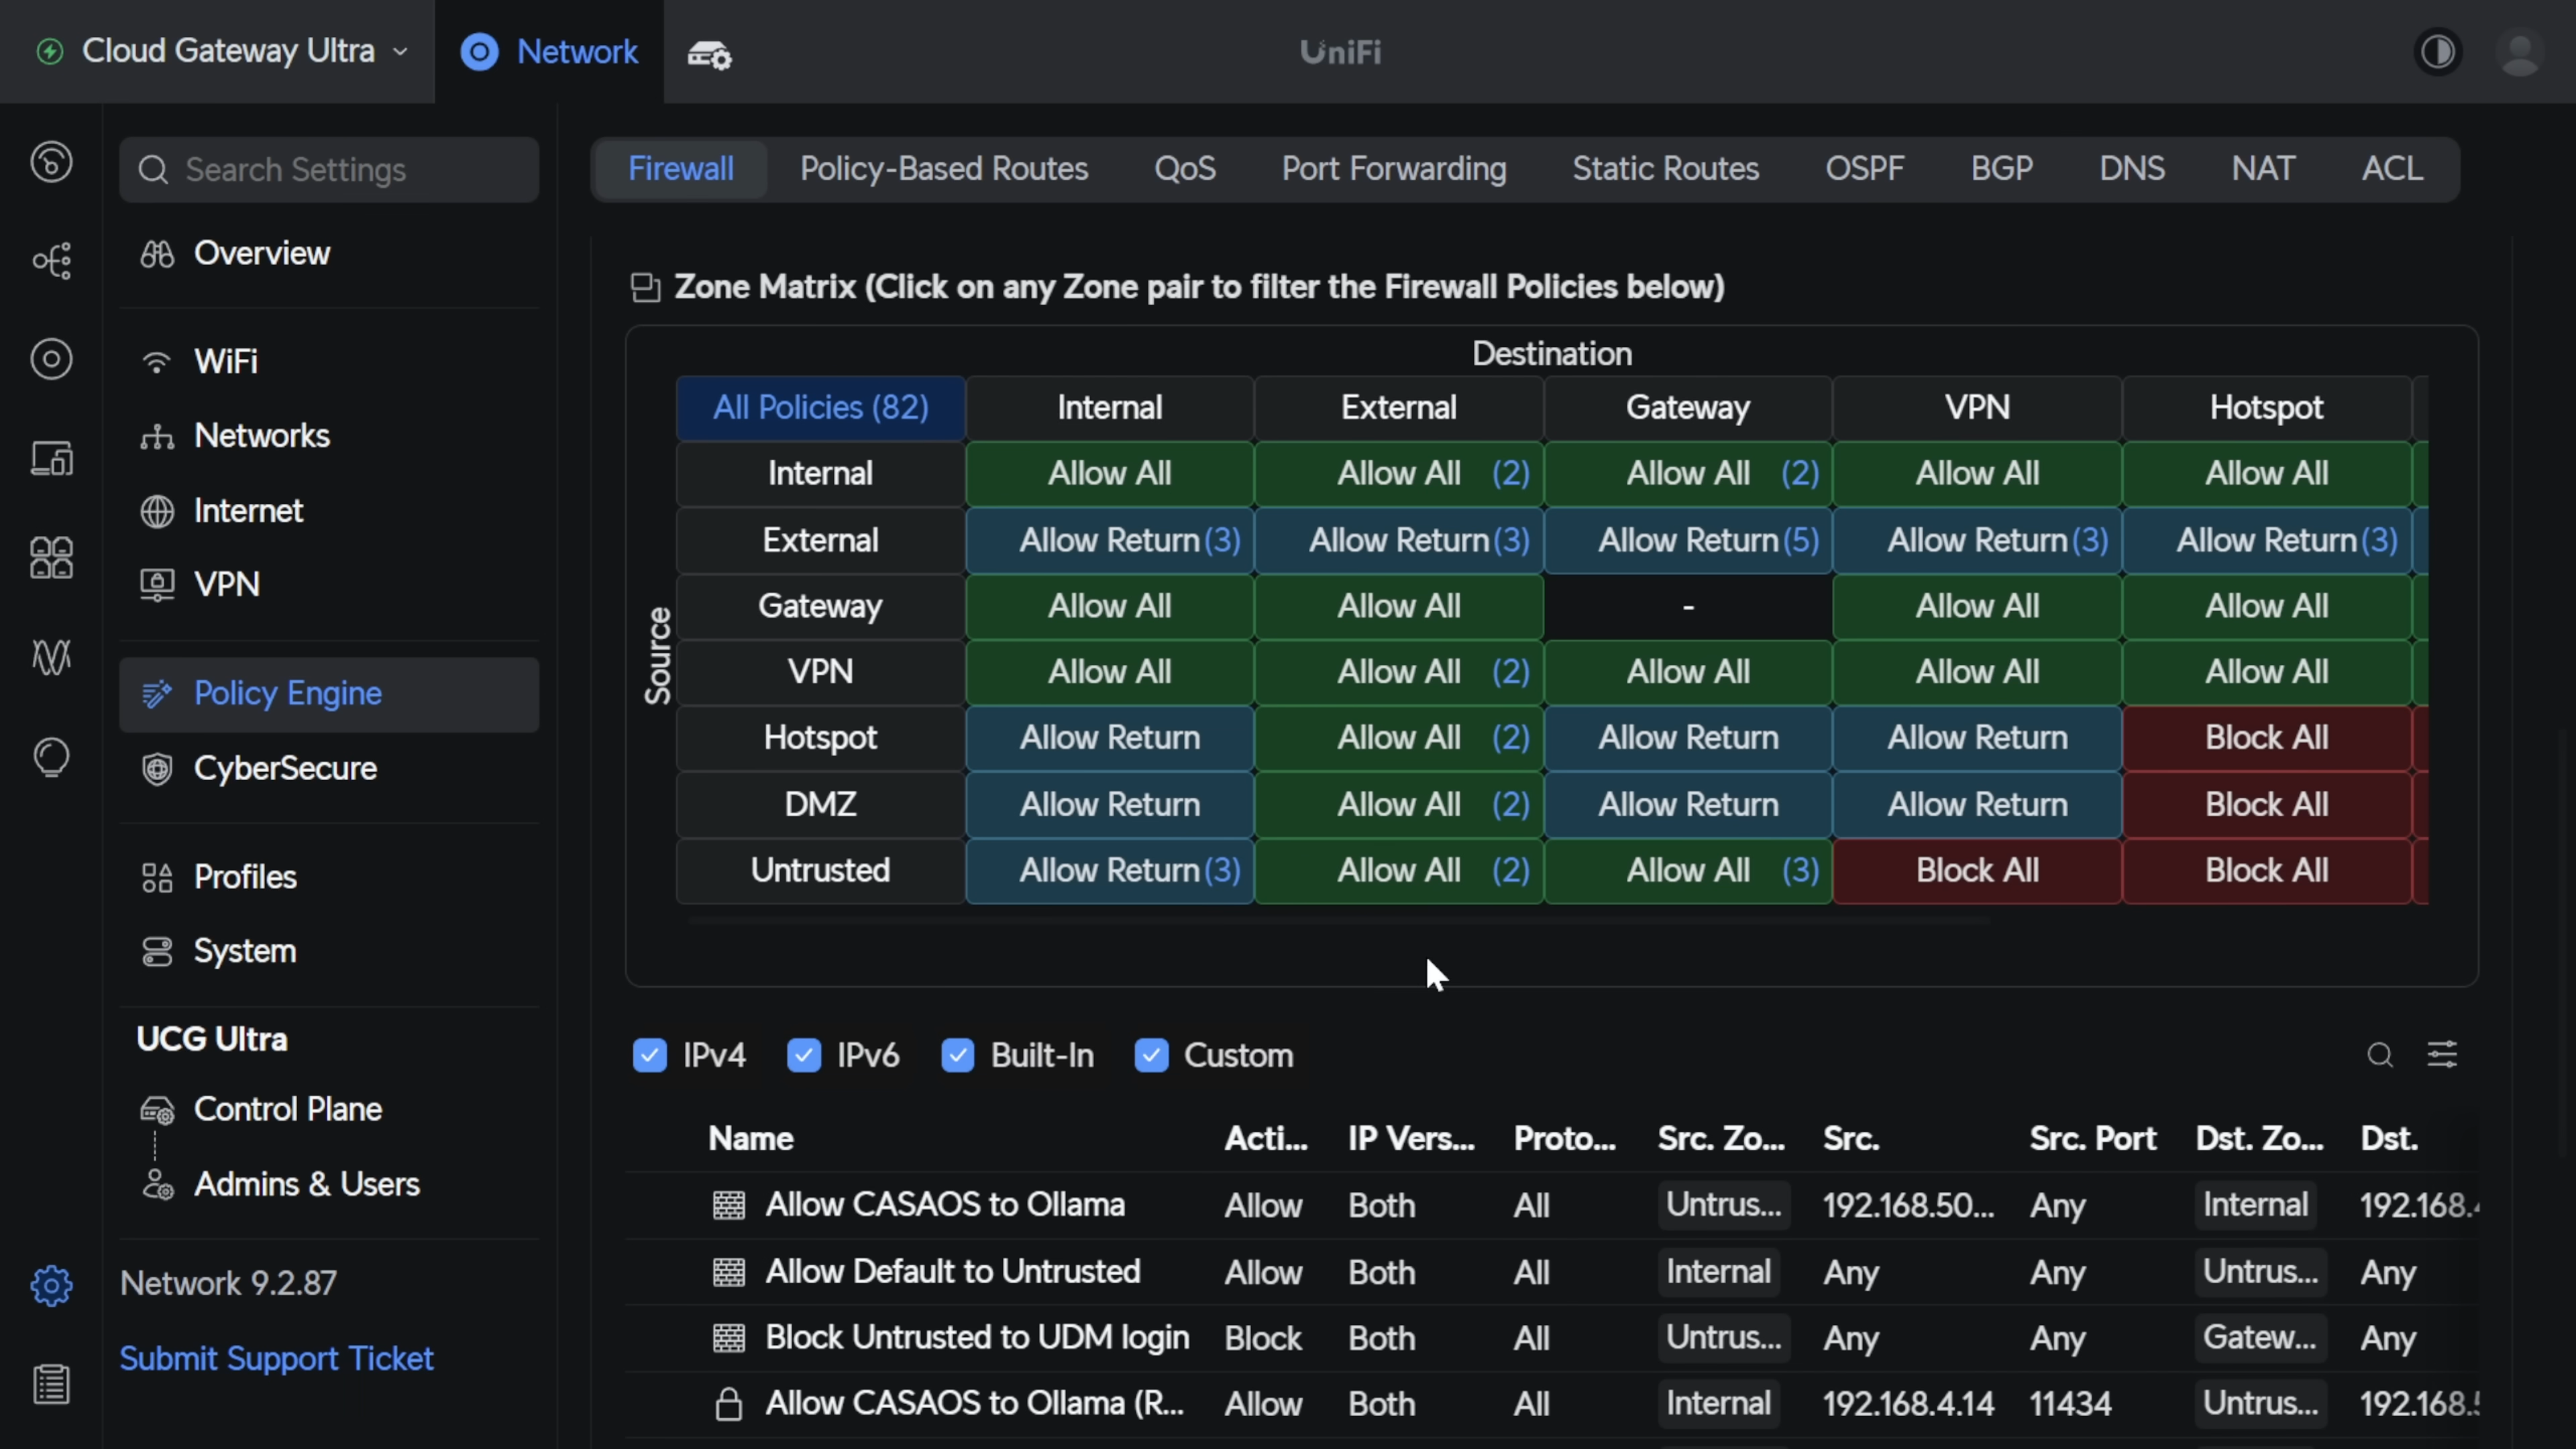 Cloud Gateway Ultra
Network
UniFi
Search Settings
Overview
WiFi
Networks
Internet
VPN
Policy Engine
CyberSecure
Profiles
System
UCG Ultra
Control Plane
Admins & Users
Network 9.2.87
Submit Support Ticket
Firewall Policy-Based Routes QoS Port Forwarding Static Routes OSPF BGP DNS NAT ACL
Zone Matrix (Click on any Zone pair to filter the Firewall Policies below)
Destination
Source
All Policies (82) Internal External Gateway VPN Hotspot
Internal Allow All Allow All (2) Allow All (2) Allow All Allow All
External Allow Return (3) Allow Return (3) Allow Return (5) Allow Return (3) Allow Return (3)
Gateway Allow All Allow All - Allow All Allow All
VPN Allow All Allow All (2) Allow All Allow All Allow All
Hotspot Allow Return Allow All (2) Allow Return Allow Return Block All
DMZ Allow Return Allow All (2) Allow Return Allow Return Block All
Untrusted Allow Return (3) Allow All (2) Allow All (3) Block All Block All
IPv4 IPv6 Built-In Custom
Name Acti... IP Vers... Proto... Src. Zo... Src. Src. Port Dst. Zo... Dst.
Allow CASAOS to Ollama Allow Both All Untrus... 192.168.50... Any Internal 192.168.4
Allow Default to Untrusted Allow Both All Internal Any Any Untrus... Any
Block Untrusted to UDM login Block Both All Untrus... Any Any Gatew... Any
Allow CASAOS to Ollama (R... Allow Both All Internal 192.168.4.14 11434 Untrus... 192.168.5